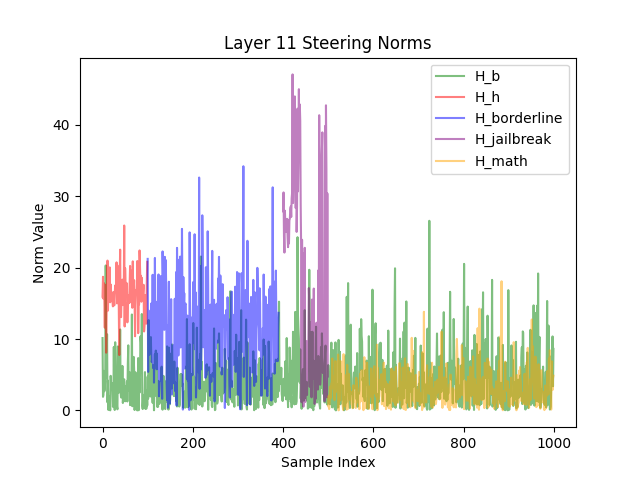 Layer 11 Steering Norms
H_b
H_h
H_borderline
H_jailbreak
H_math
Norm Value
40
30
20
10
0
0
200
400
600
800
1000
Sample Index